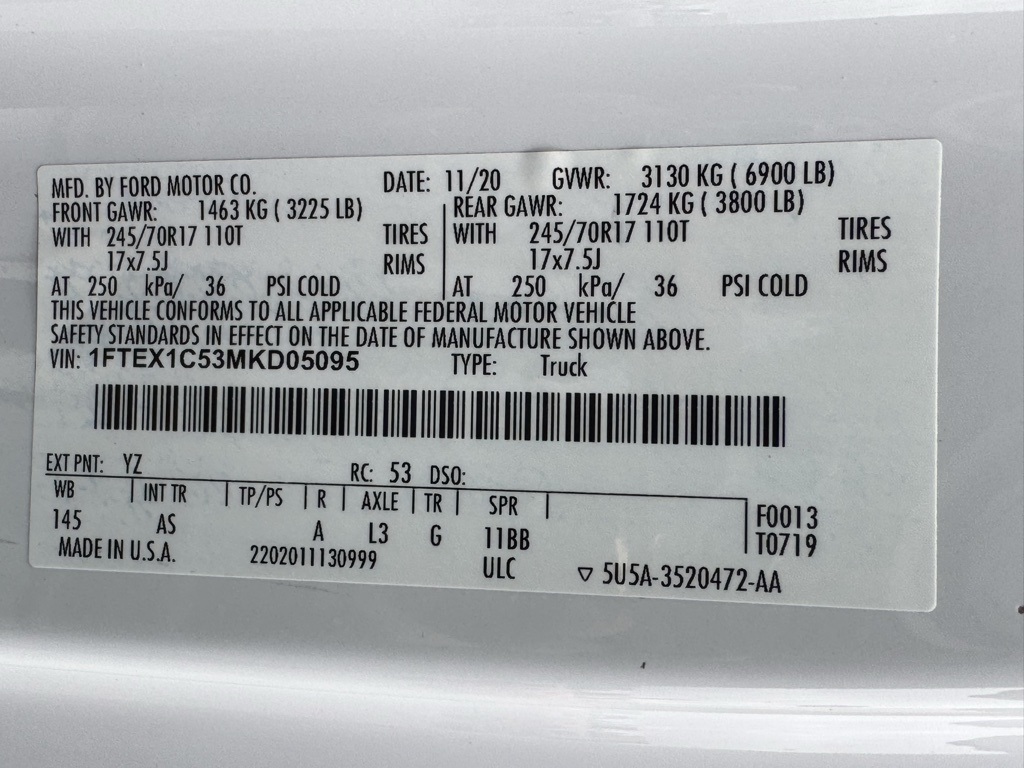 MFD. BY FORD MOTOR CO. DATE: 11/20 GVWR: 3130 KG ( 6900 LB)
FRONT GAWR: 1463 KG ( 3225 LB) REAR GAWR: 1724 KG ( 3800 LB)
WITH 245/70R17 110T TIRES WITH 245/70R17 110T TIRES
17x7.5J RIMS 17x7.5J RIMS
AT 250 kPa/ 36 PSI COLD AT 250 kPa/ 36 PSI COLD
THIS VEHICLE CONFORMS TO ALL APPLICABLE FEDERAL MOTOR VEHICLE
SAFETY STANDARDS IN EFFECT ON THE DATE OF MANUFACTURE SHOWN ABOVE.
VIN: 1FTEX1C53MKD05095 TYPE: Truck
EXT PNT: YZ RC: 53 DSO:
WB INT TR TP/PS R AXLE TR SPR F0013
145 AS A L3 G 11BB T0719
MADE IN U.S.A. 2202011130999 ULC ▽ 5U5A-3520472-AA